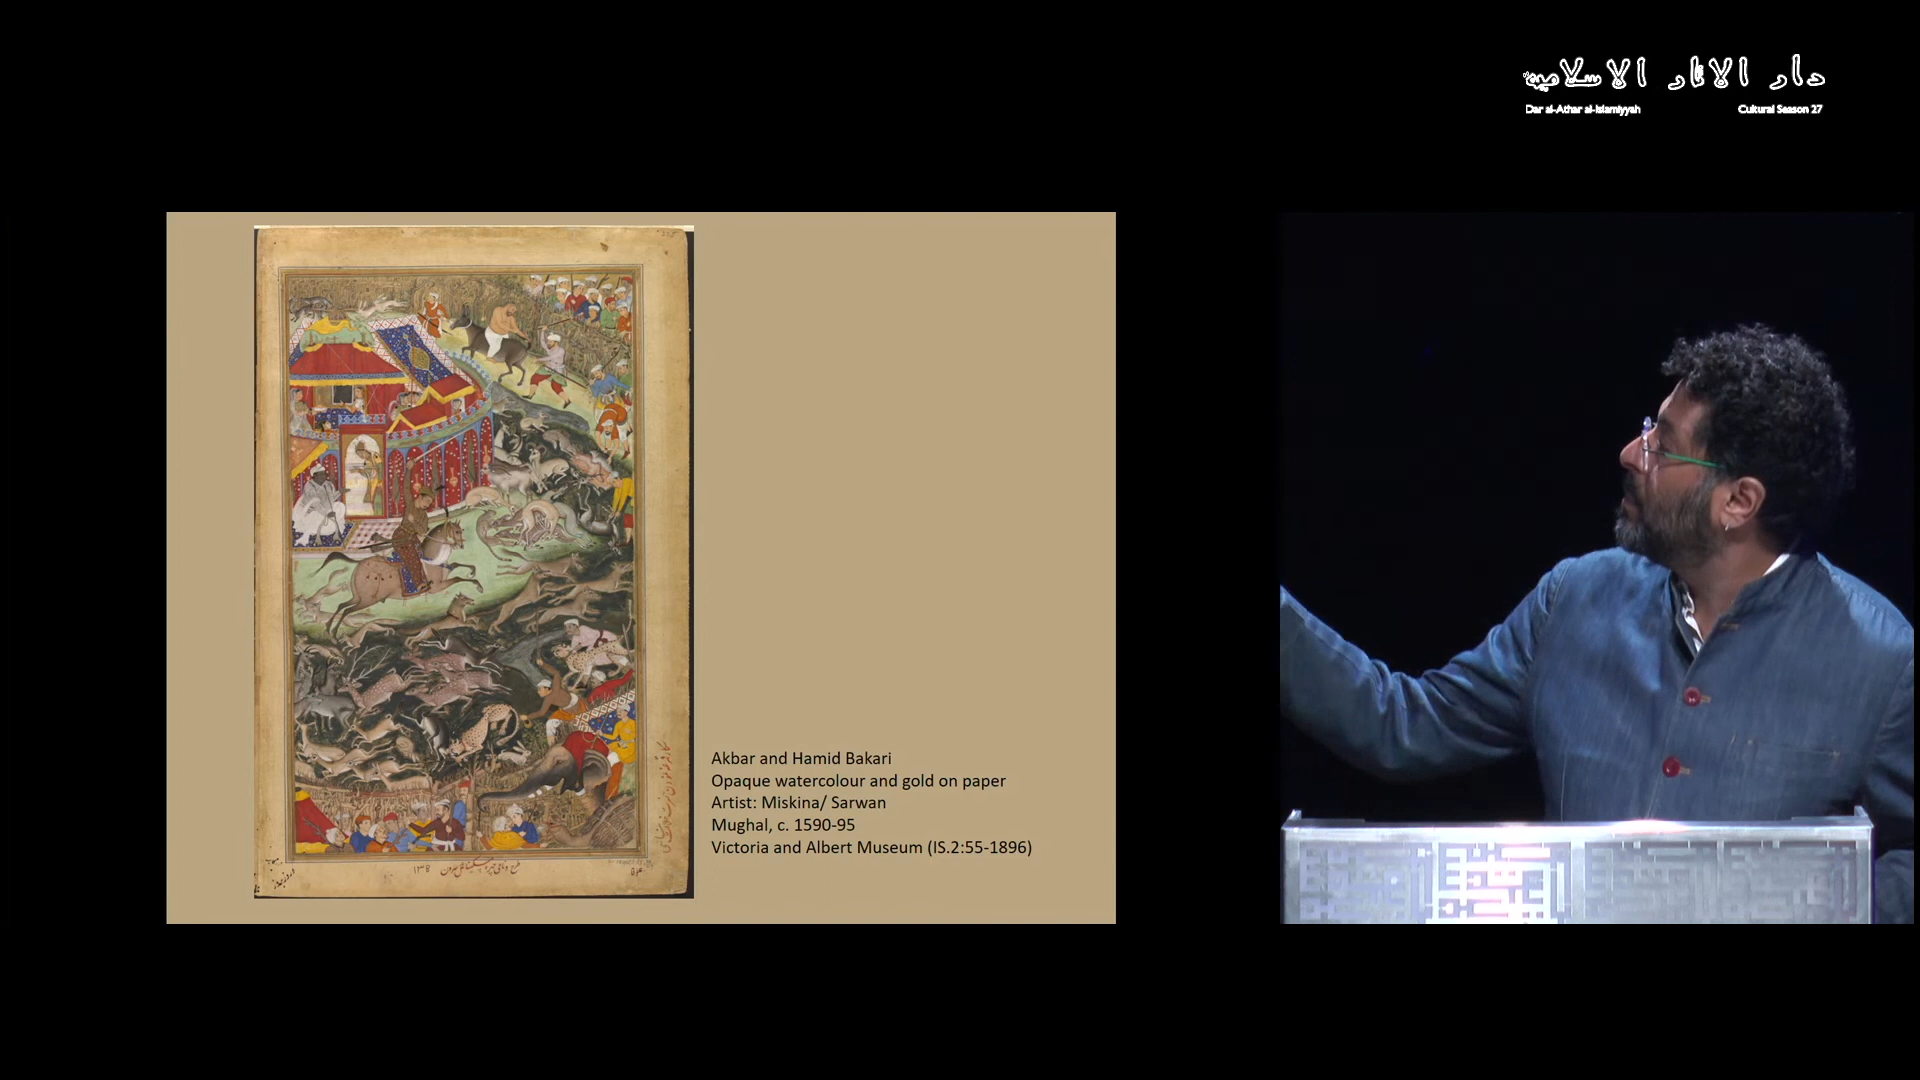 دار الآثار الاسلاميه
Dar al-Athar al-Islamiyyah
Cultural Season 27
Akbar and Hamid Bakari
Opaque watercolour and gold on paper
Artist: Miskina/ Sarwan
Mughal, c. 1590-95
Victoria and Albert Museum (IS.2:55-1896)